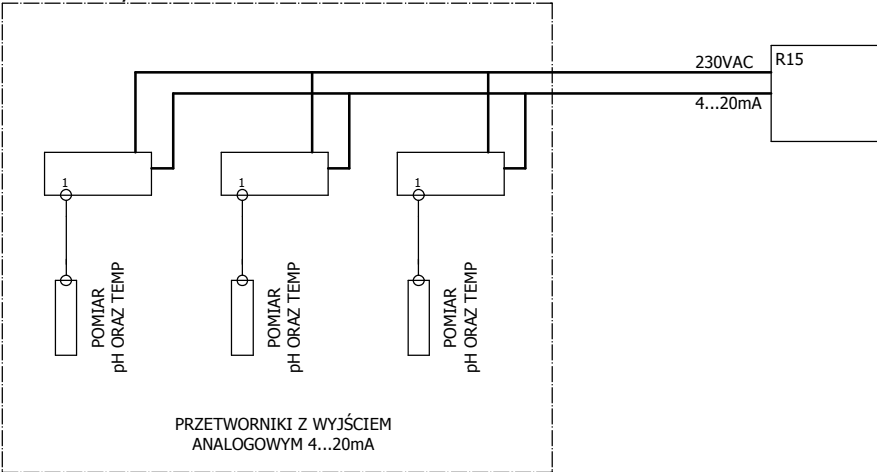 230VAC
R15
4...20mA
1
1
1
POMIAR
pH ORAZ TEMP
POMIAR
pH ORAZ TEMP
POMIAR
pH ORAZ TEMP
PRZETWORNIKI Z WYJŚCIEM
ANALOGOWYM 4...20mA